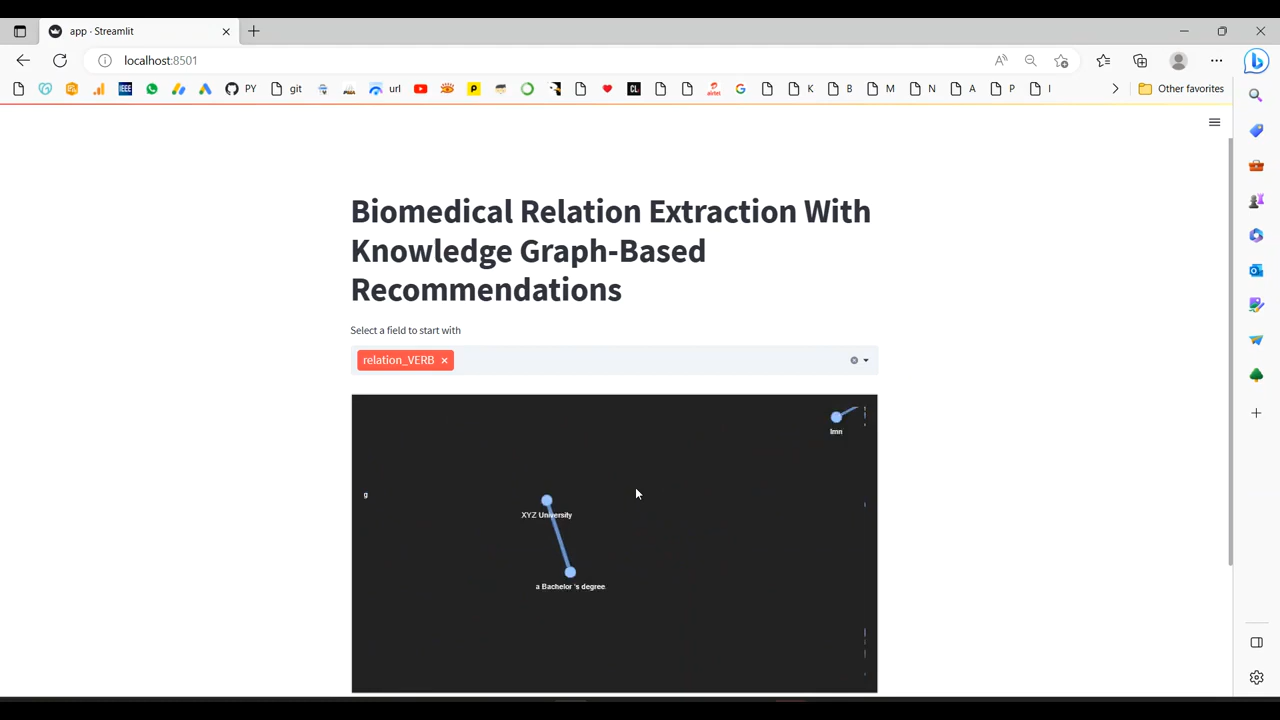 app · Streamlit
localhost:8501
PY
git
url
K
B
M
N
A
P
I
Other favorites
Biomedical Relation Extraction With
Knowledge Graph-Based
Recommendations
Select a field to start with
relation_VERB
g
XYZ University
a Bachelor 's degree